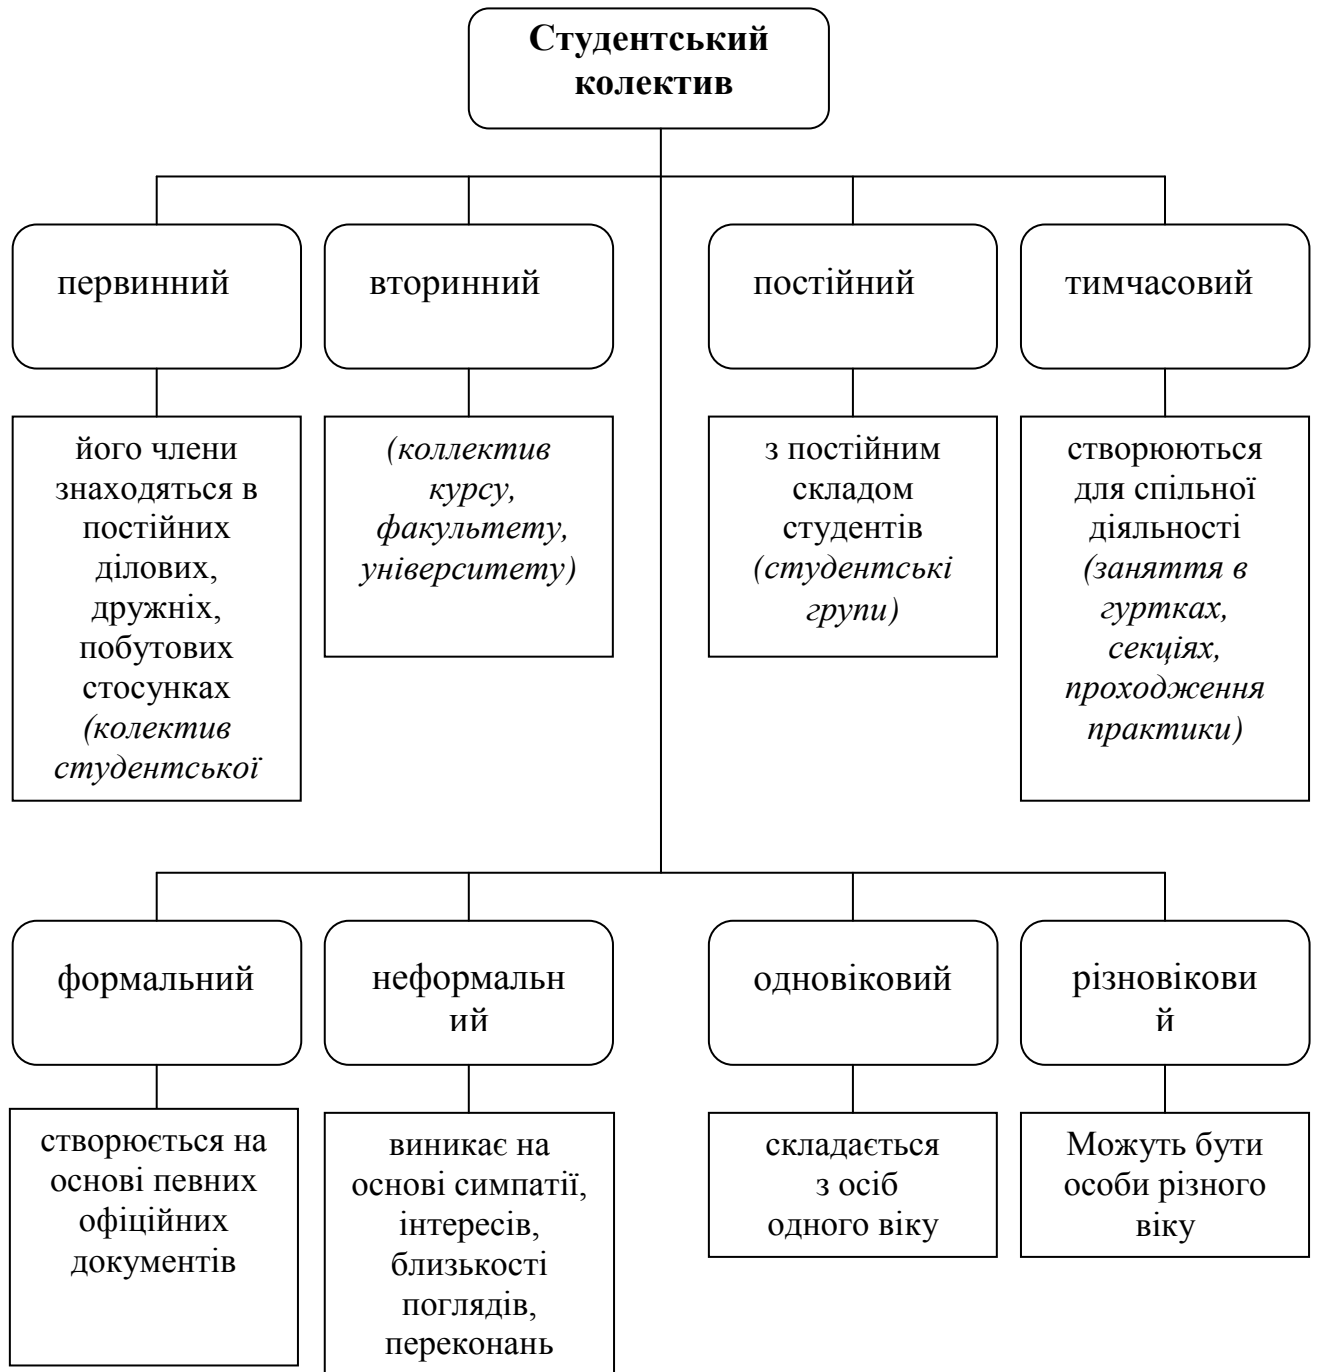 Студентський
колектив
первинний
вторинний
постійний
тимчасовий
його члени
знаходяться в
постійних
ділових,
дружніх,
побутових
стосунках
(колектив
студентської
(коллектив
курсу,
факультету,
університету)
з постійним
складом
студентів
(студентські
групи)
створюються
для спільної
діяльності
(заняття в
гуртках,
секціях,
проходження
практики)
формальний
неформальн
ий
одновіковий
різновікови
й
створюється на
основі певних
офіційних
документів
виникає на
основі симпатії,
інтересів,
близькості
поглядів,
переконань
складається
з осіб
одного віку
Можуть бути
особи різного
віку